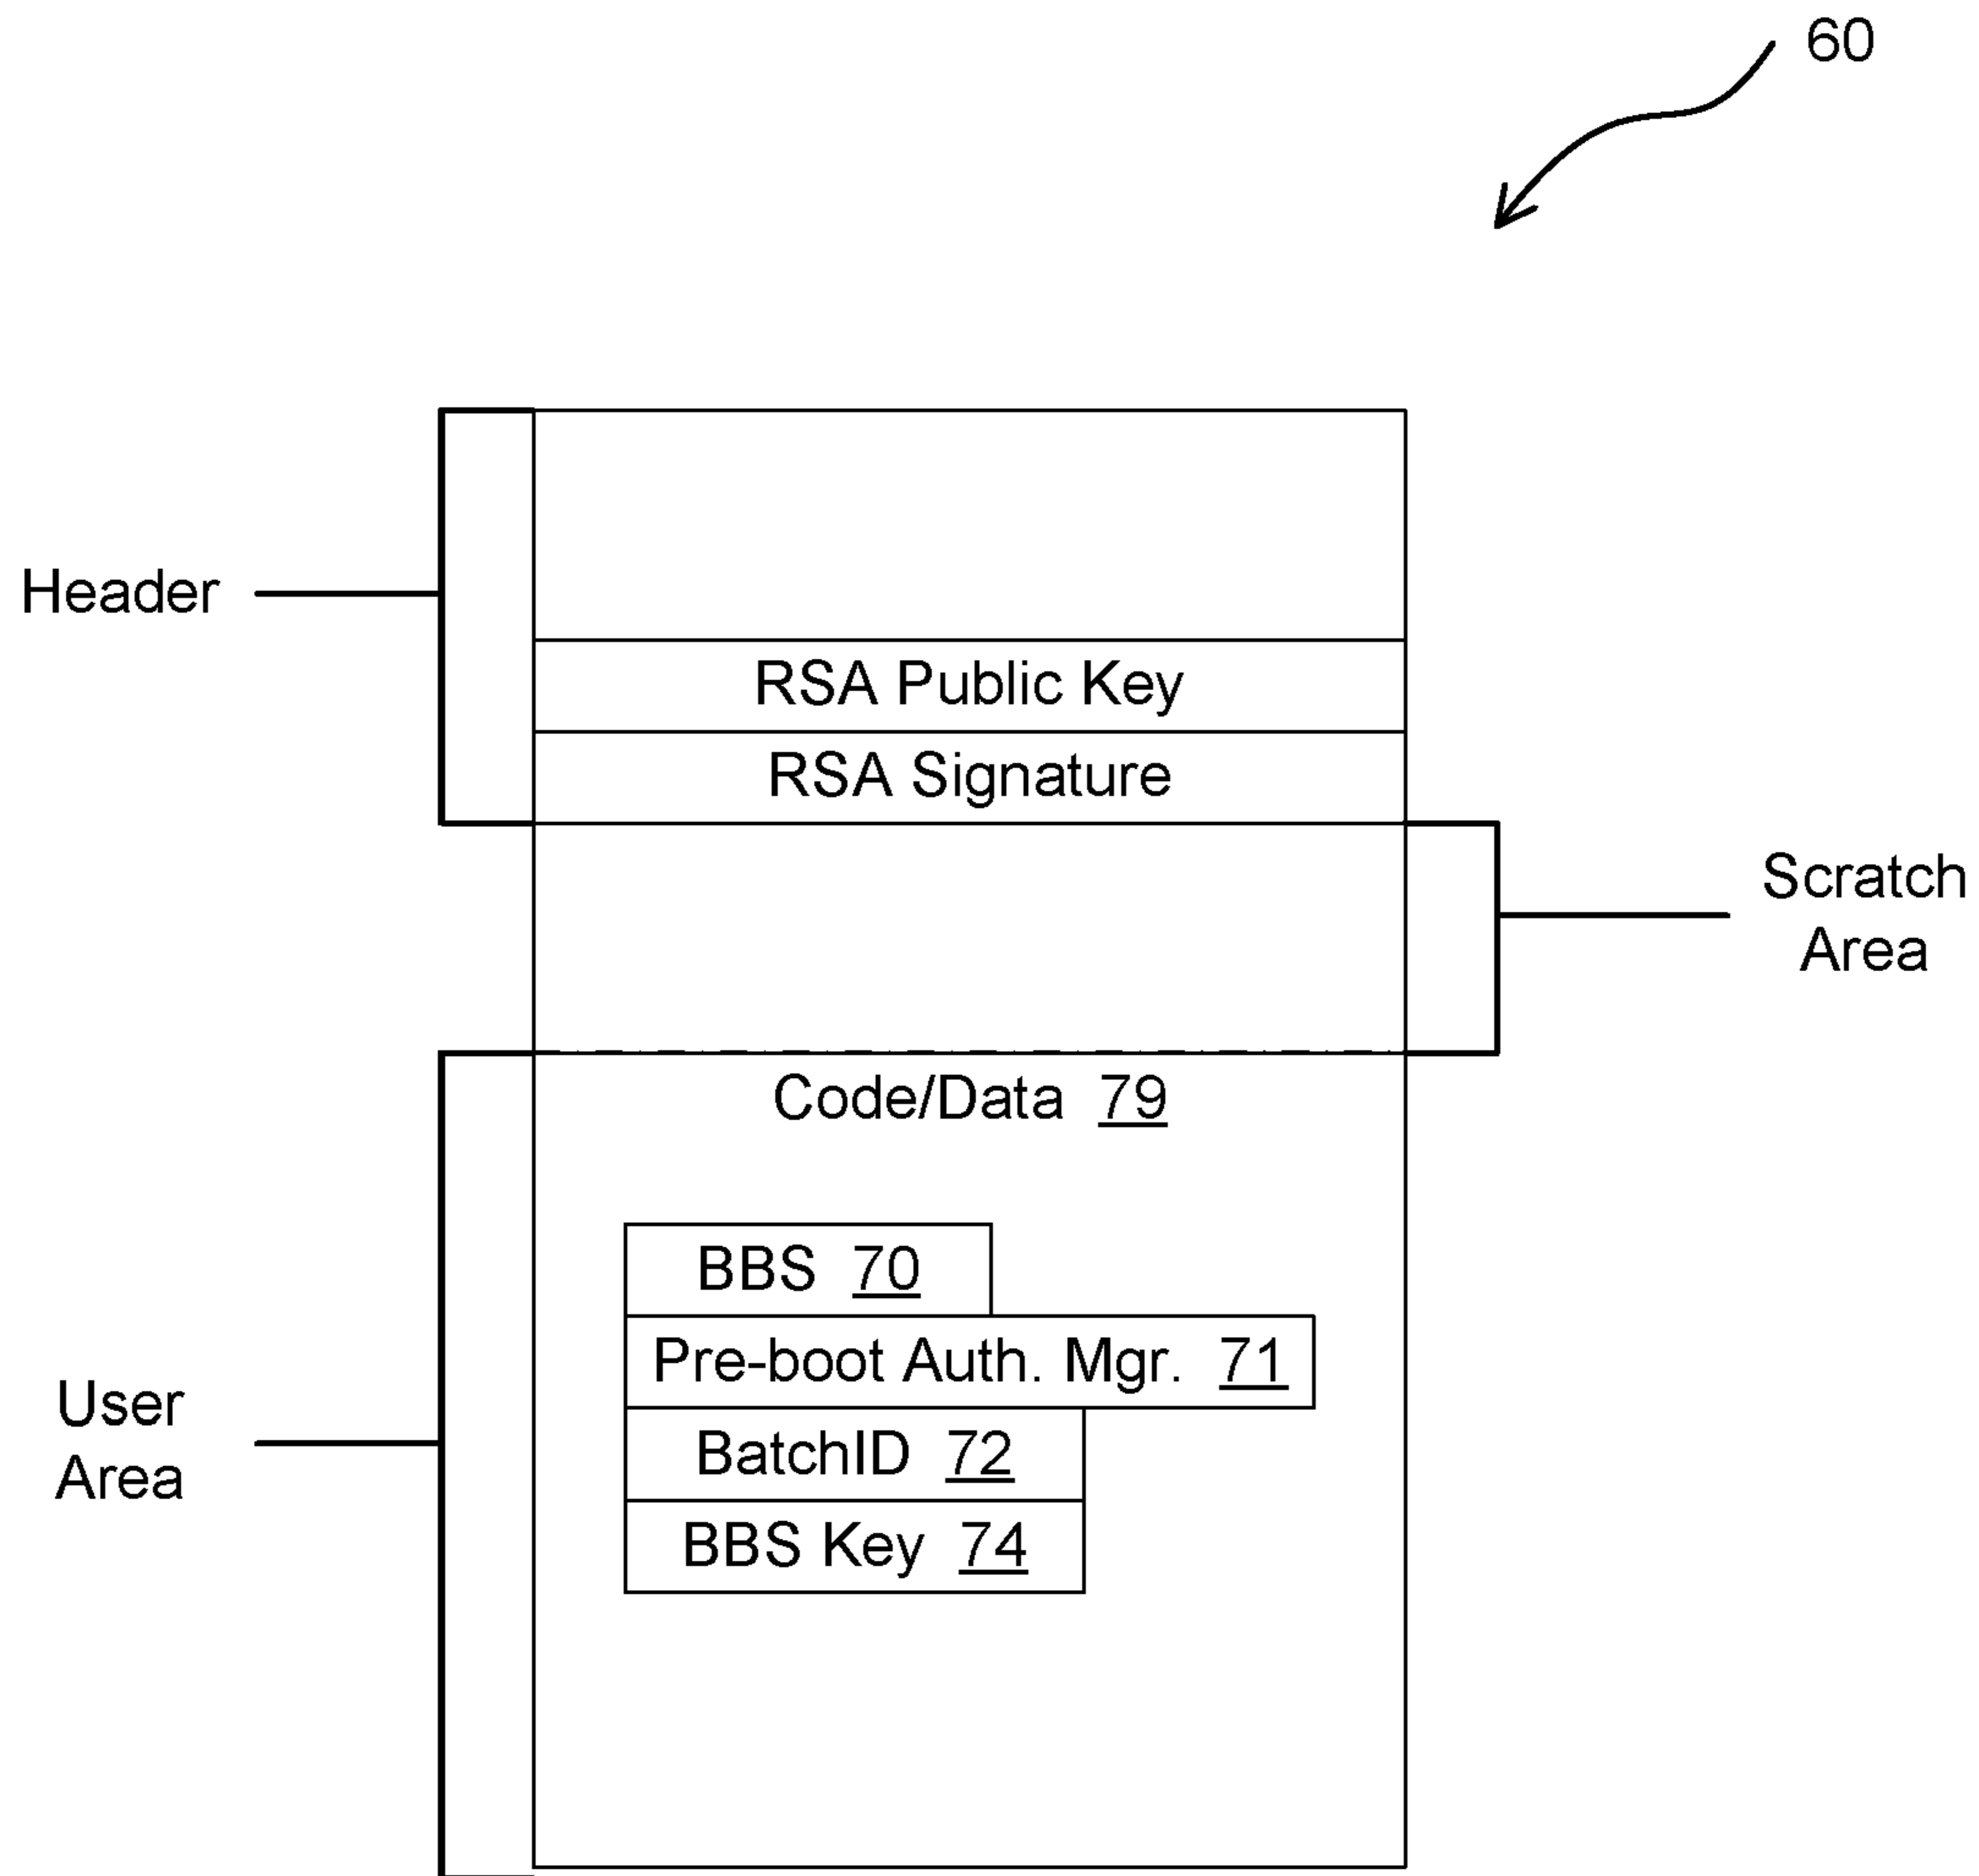 60
Header
RSA Public Key
RSA Signature
Scratch
Area
Code/Data 79
BBS 70
Pre-boot Auth. Mgr. 71
User
Area
BatchID 72
BBS Key 74